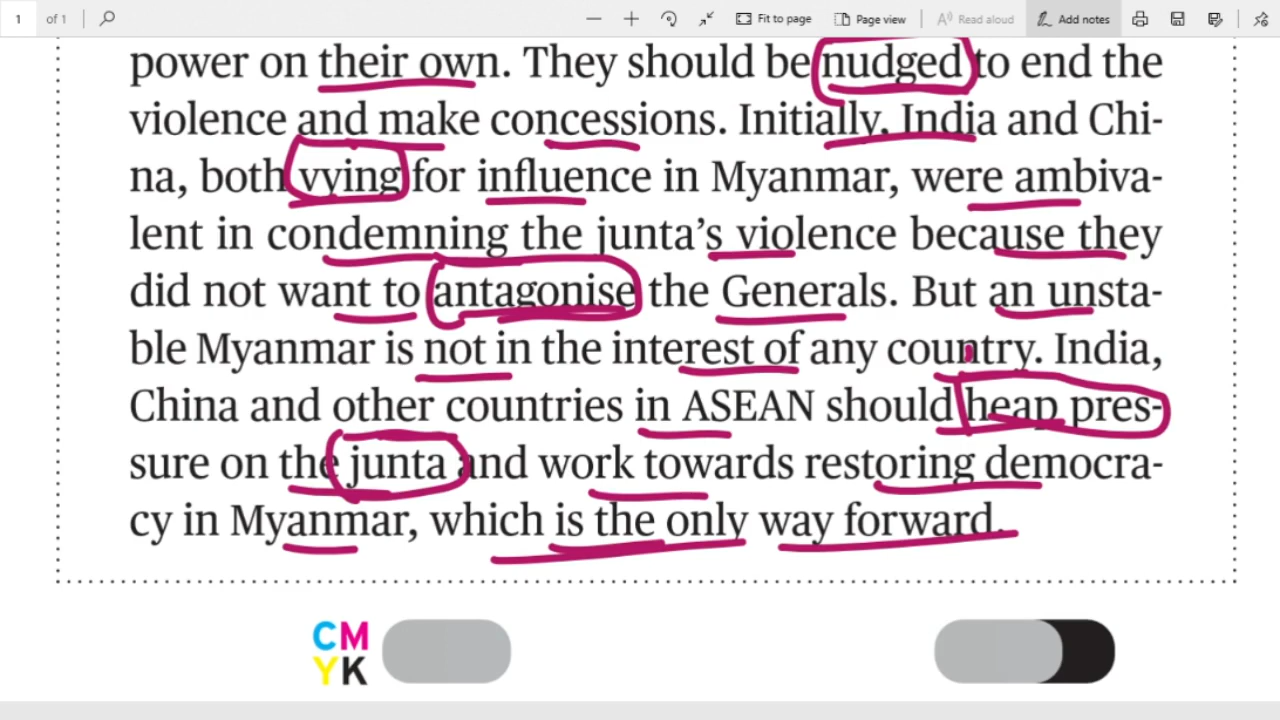 1 of 1 Fit to page Page view Read aloud Add notes
power on their own. They should be nudged to end the
violence and make concessions. Initially, India and Chi-
na, both vying for influence in Myanmar, were ambiva-
lent in condemning the junta's violence because they
did not want to antagonise the Generals. But an unsta-
ble Myanmar is not in the interest of any country. India,
China and other countries in ASEAN should heap pres-
sure on the junta and work towards restoring democra-
cy in Myanmar, which is the only way forward.
CM
YK